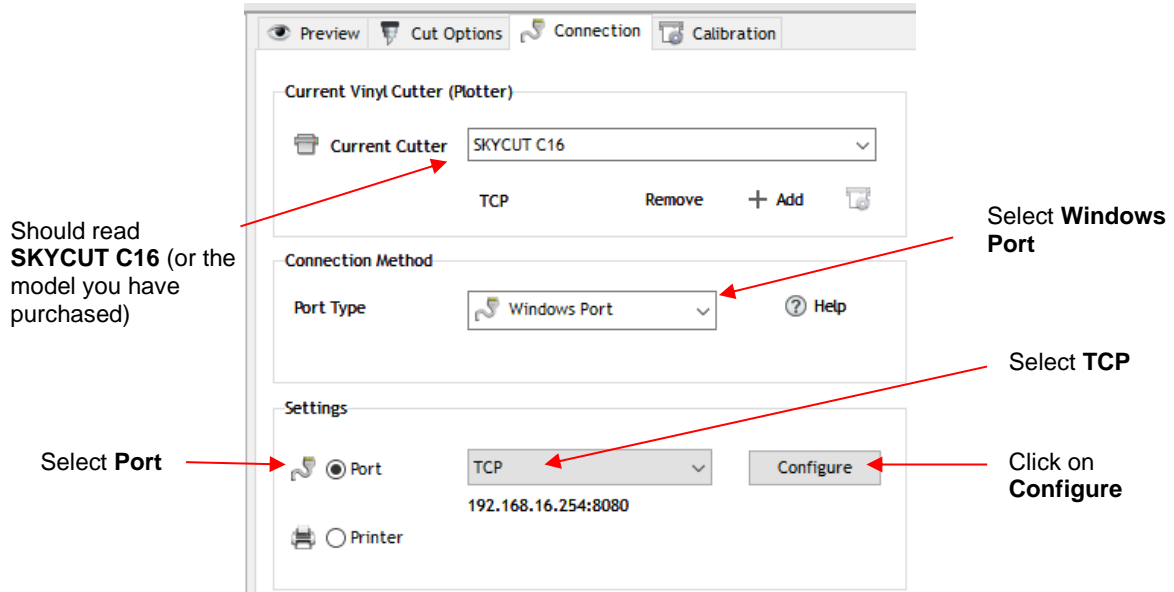 Preview
Cut Options
Connection
Calibration
Current Vinyl Cutter (Plotter)
Current Cutter
SKYCUT C16
TCP
Remove
+ Add
Should read
SKYCUT C16 (or the
model you have
purchased)
Select Windows
Port
Connection Method
Port Type
Windows Port
? Help
Select TCP
Settings
Select Port
Port
TCP
Configure
Click on
Configure
192.168.16.254:8080
Printer